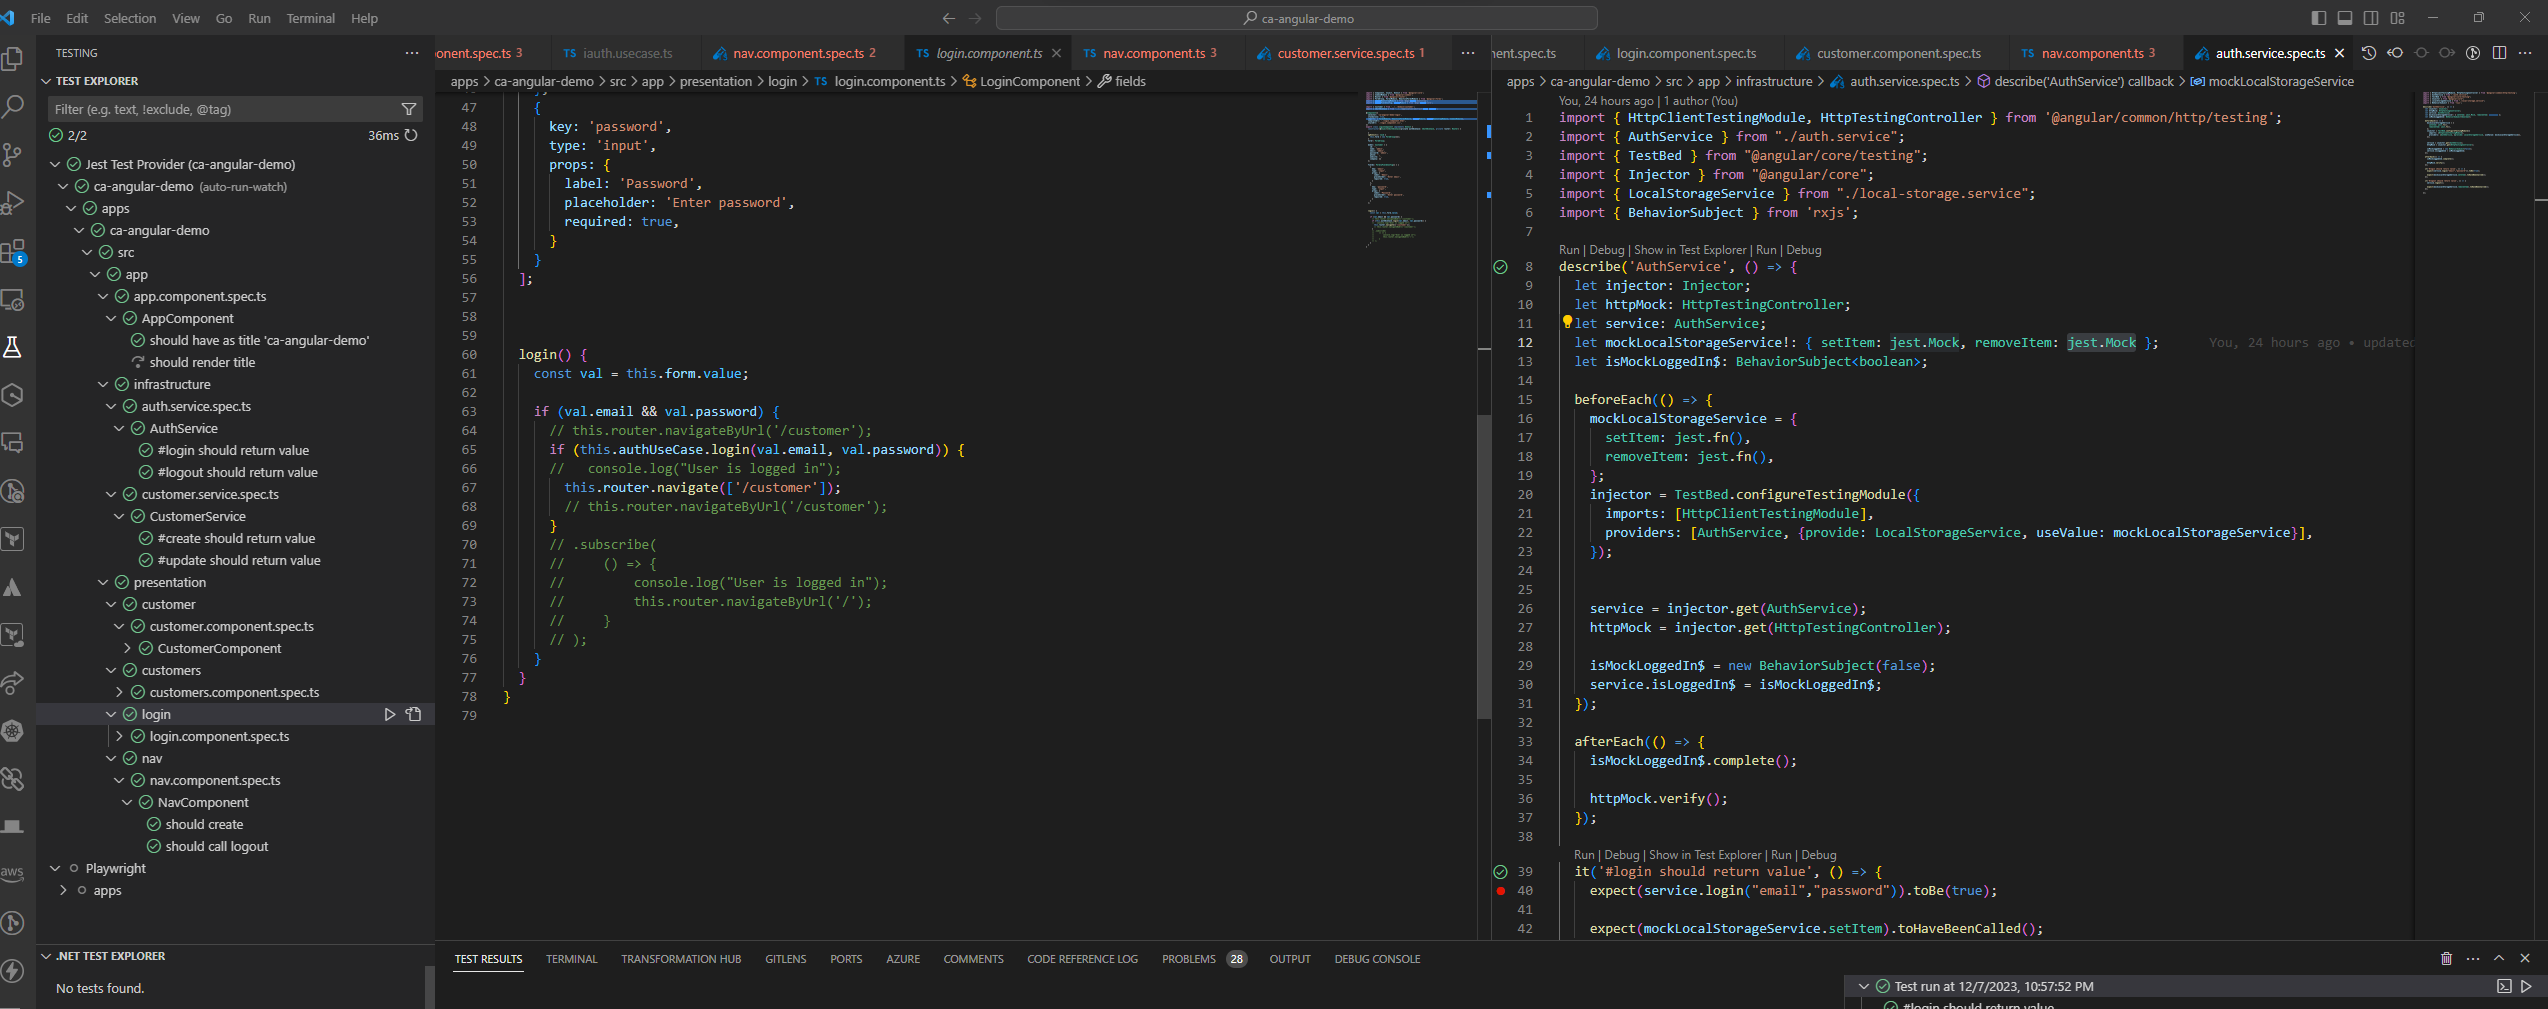 File Edit Selection View Go Run Terminal Help
ca-angular-demo
TESTING
TEST EXPLORER
Filter (e.g. text, !exclude, @tag)
2/2 36ms
Jest Test Provider (ca-angular-demo)
ca-angular-demo (auto-run-watch)
apps
ca-angular-demo
src
app
app.component.spec.ts
AppComponent
should have as title 'ca-angular-demo'
should render title
infrastructure
auth.service.spec.ts
AuthService
#login should return value
#logout should return value
customer.service.spec.ts
CustomerService
#create should return value
#update should return value
presentation
customer
customer.component.spec.ts
CustomerComponent
customers
customers.component.spec.ts
login
login.component.spec.ts
nav
nav.component.spec.ts
NavComponent
should create
should call logout
Playwright
apps
.NET TEST EXPLORER
No tests found.
5
aws
onent.spec.ts 3 TS iauth.usecase.ts nav.component.spec.ts 2 TS login.component.ts TS nav.component.ts 3 customer.service.spec.ts 1
apps > ca-angular-demo > src > app > presentation > login > TS login.component.ts > LoginComponent > fields
47 {
48 key: 'password',
49 type: 'input',
50 props: {
51 label: 'Password',
52 placeholder: 'Enter password',
53 required: true,
54 }
55 }
56 ];
57
58
59
60 login() {
61 const val = this.form.value;
62
63 if (val.email && val.password) {
64 // this.router.navigateByUrl('/customer');
65 if (this.authUseCase.login(val.email, val.password)) {
66 // console.log("User is logged in");
67 this.router.navigate(['/customer']);
68 // this.router.navigateByUrl('/customer');
69 }
70 // .subscribe(
71 // () => {
72 // console.log("User is logged in");
73 // this.router.navigateByUrl('/');
74 // }
75 // );
76 }
77 }
78 }
79
nent.spec.ts login.component.spec.ts customer.component.spec.ts TS nav.component.ts 3 auth.service.spec.ts
apps > ca-angular-demo > src > app > infrastructure > auth.service.spec.ts > describe('AuthService') callback > mockLocalStorageService
You, 24 hours ago | 1 author (You)
1 import { HttpClientTestingModule, HttpTestingController } from '@angular/common/http/testing';
2 import { AuthService } from "./auth.service";
3 import { TestBed } from "@angular/core/testing";
4 import { Injector } from "@angular/core";
5 import { LocalStorageService } from "./local-storage.service";
6 import { BehaviorSubject } from 'rxjs';
7
Run | Debug | Show in Test Explorer | Run | Debug
8 describe('AuthService', () => {
9 let injector: Injector;
10 let httpMock: HttpTestingController;
11 let service: AuthService;
12 let mockLocalStorageService!: { setItem: jest.Mock, removeItem: jest.Mock }; You, 24 hours ago • updated
13 let isMockLoggedIn$: BehaviorSubject<boolean>;
14
15 beforeEach(() => {
16 mockLocalStorageService = {
17 setItem: jest.fn(),
18 removeItem: jest.fn(),
19 };
20 injector = TestBed.configureTestingModule({
21 imports: [HttpClientTestingModule],
22 providers: [AuthService, {provide: LocalStorageService, useValue: mockLocalStorageService}],
23 });
24
25
26 service = injector.get(AuthService);
27 httpMock = injector.get(HttpTestingController);
28
29 isMockLoggedIn$ = new BehaviorSubject(false);
30 service.isLoggedIn$ = isMockLoggedIn$;
31 });
32
33 afterEach(() => {
34 isMockLoggedIn$.complete();
35
36 httpMock.verify();
37 });
38
Run | Debug | Show in Test Explorer | Run | Debug
39 it('#login should return value', () => {
40 expect(service.login("email","password")).toBe(true);
41
42 expect(mockLocalStorageService.setItem).toHaveBeenCalled();
TEST RESULTS TERMINAL TRANSFORMATION HUB GITLENS PORTS AZURE COMMENTS CODE REFERENCE LOG PROBLEMS 28 OUTPUT DEBUG CONSOLE
Test run at 12/7/2023, 10:57:52 PM
#login should return value